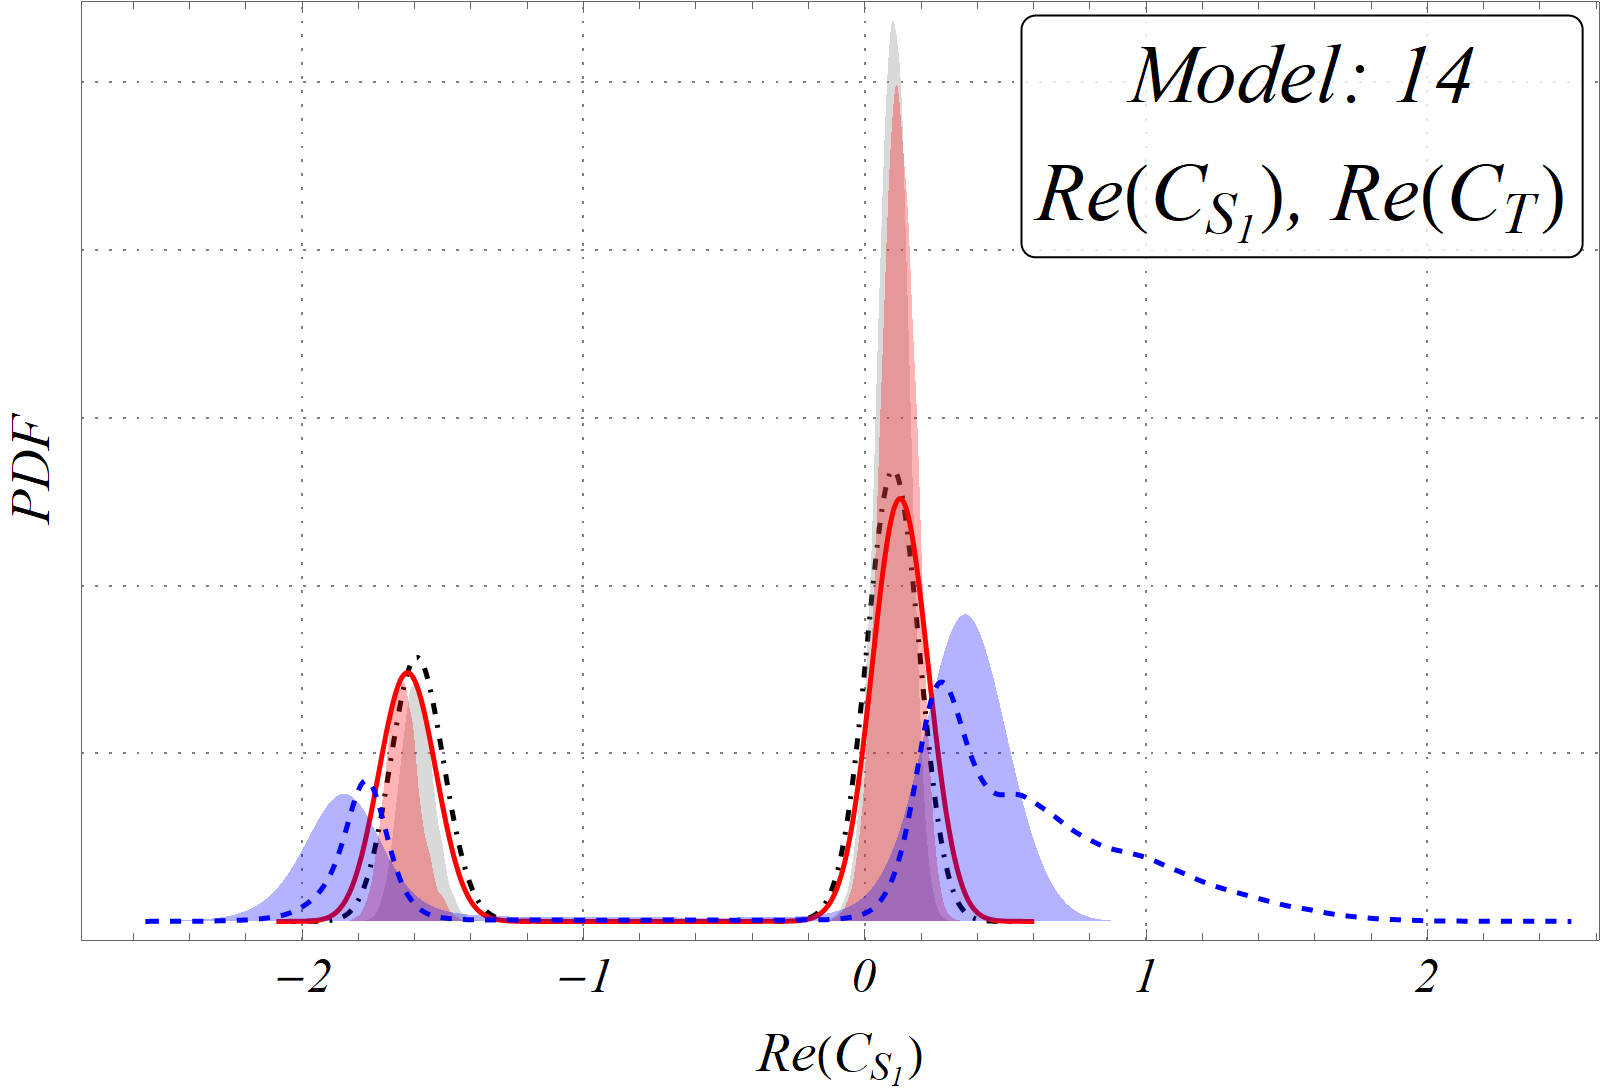 Model: 14
Re(C_{S_1}), Re(C_T)
PDF
−2 −1 0 1 2
Re(C_{S_1})